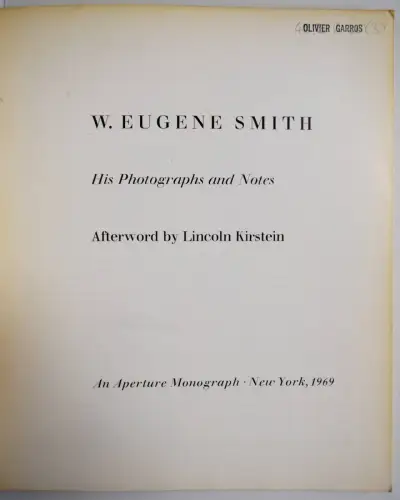 OLIVIER GARROS
W. EUGENE SMITH
His Photographs and Notes
Afterword by Lincoln Kirstein
An Aperture Monograph · New York, 1969